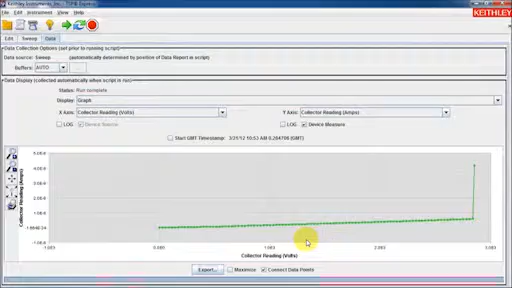 Keithley Instruments, Inc. TSP Express
KEITHLEY
File Edit Instrument View Help
Edit Sweep Data
Data Collection Options (set prior to running script)
Data source: Sweep (automatically determined by position of Data Report in script)
Buffers: AUTO
Data Display (collected automatically when script is run)
Status: Run complete
Display: Graph
X Axis: Collector Reading (Volts) Y Axis: Collector Reading (Amps)
LOG Device Source LOG Device Measure
Start GMT Timestamp: 3/21/12 10:53 AM 0.204706 (GMT)
Collector Reading (Amps)
Collector Reading (Volts)
Export... Maximize Connect Data Points